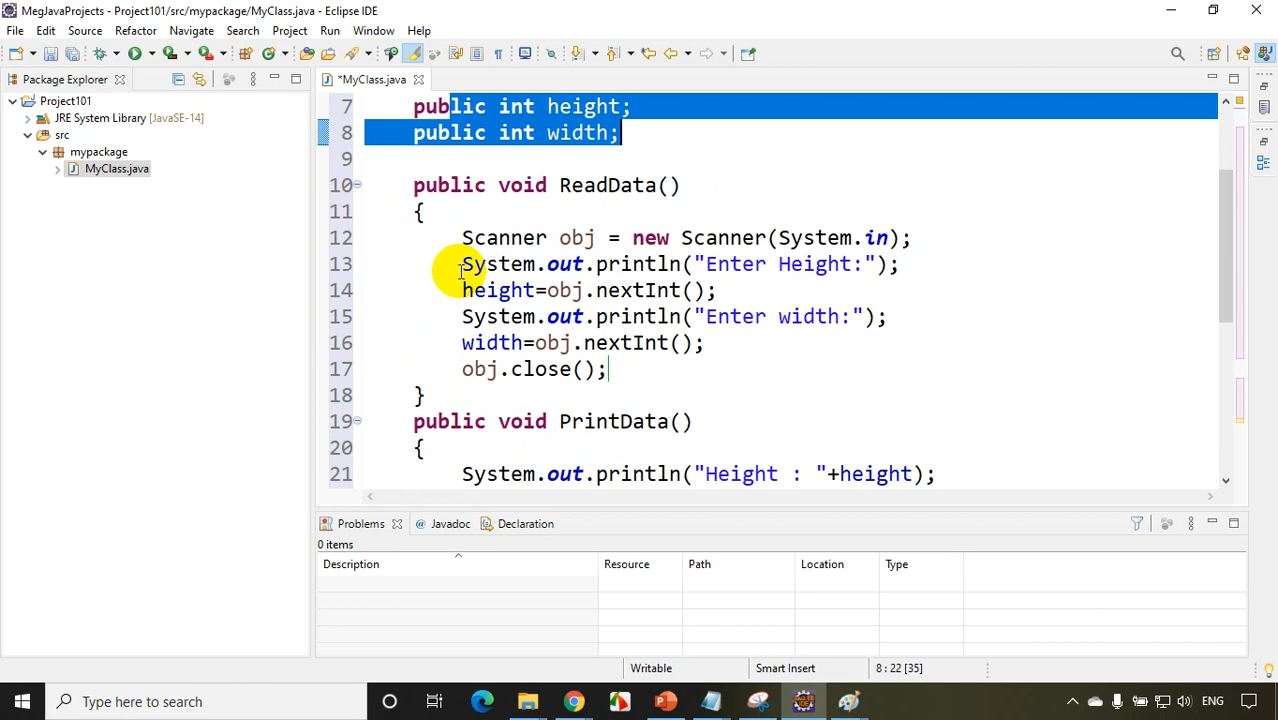 MegJavaProjects - Project101/src/mypackage/MyClass.java - Eclipse IDE
File Edit Source Refactor Navigate Search Project Run Window Help
Package Explorer
*MyClass.java
Project101
JRE System Library [JavaSE-14]
src
mypackage
MyClass.java
7 public int height;
8 public int width;
9
10 public void ReadData()
11 {
12 Scanner obj = new Scanner(System.in);
13 System.out.println("Enter Height:");
14 height=obj.nextInt();
15 System.out.println("Enter width:");
16 width=obj.nextInt();
17 obj.close();
18 }
19 public void PrintData()
20 {
21 System.out.println("Height : "+height);
Problems @ Javadoc Declaration
0 items
Description Resource Path Location Type
Writable Smart Insert 8 : 22 [35]
Type here to search
ENG